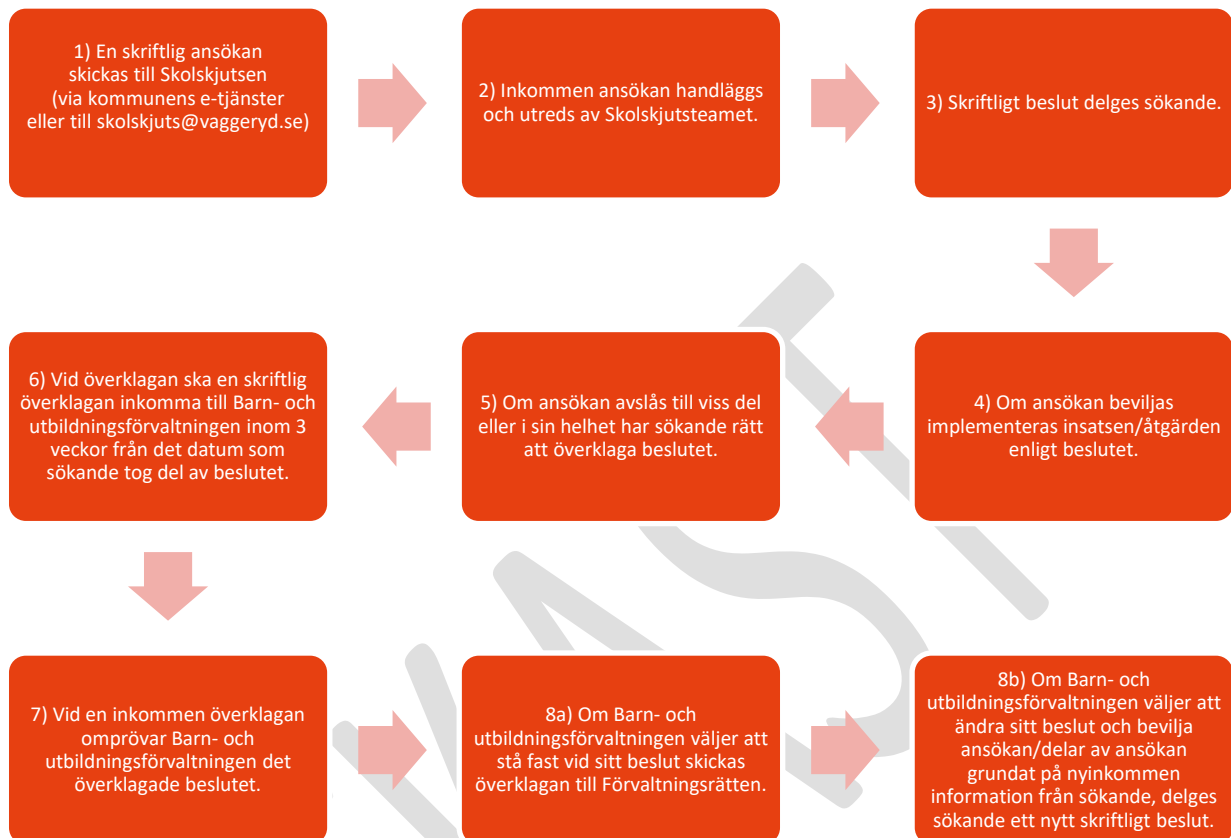 1) En skriftlig ansökan
skickas till Skolskjutsen
(via kommunens e-tjänster
eller till skolskjuts@vaggeryd.se)
2) Inkommen ansökan handläggs
och utreds av Skolskjutsteamet.
3) Skriftligt beslut delges sökande.
4) Om ansökan beviljas
implementeras insatsen/åtgärden
enligt beslutet.
5) Om ansökan avslås till viss del
eller i sin helhet har sökande rätt
att överklaga beslutet.
6) Vid överklagan ska en skriftlig
överklagan inkomma till Barn- och
utbildningsförvaltningen inom 3
veckor från det datum som
sökande tog del av beslutet.
7) Vid en inkommen överklagan
omprövar Barn- och
utbildningsförvaltningen det
överklagade beslutet.
8a) Om Barn- och
utbildningsförvaltningen väljer att
stå fast vid sitt beslut skickas
överklagan till Förvaltningsrätten.
8b) Om Barn- och
utbildningsförvaltningen väljer att
ändra sitt beslut och bevilja
ansökan/delar av ansökan
grundat på nyinkommen
information från sökande, delges
sökande ett nytt skriftligt beslut.